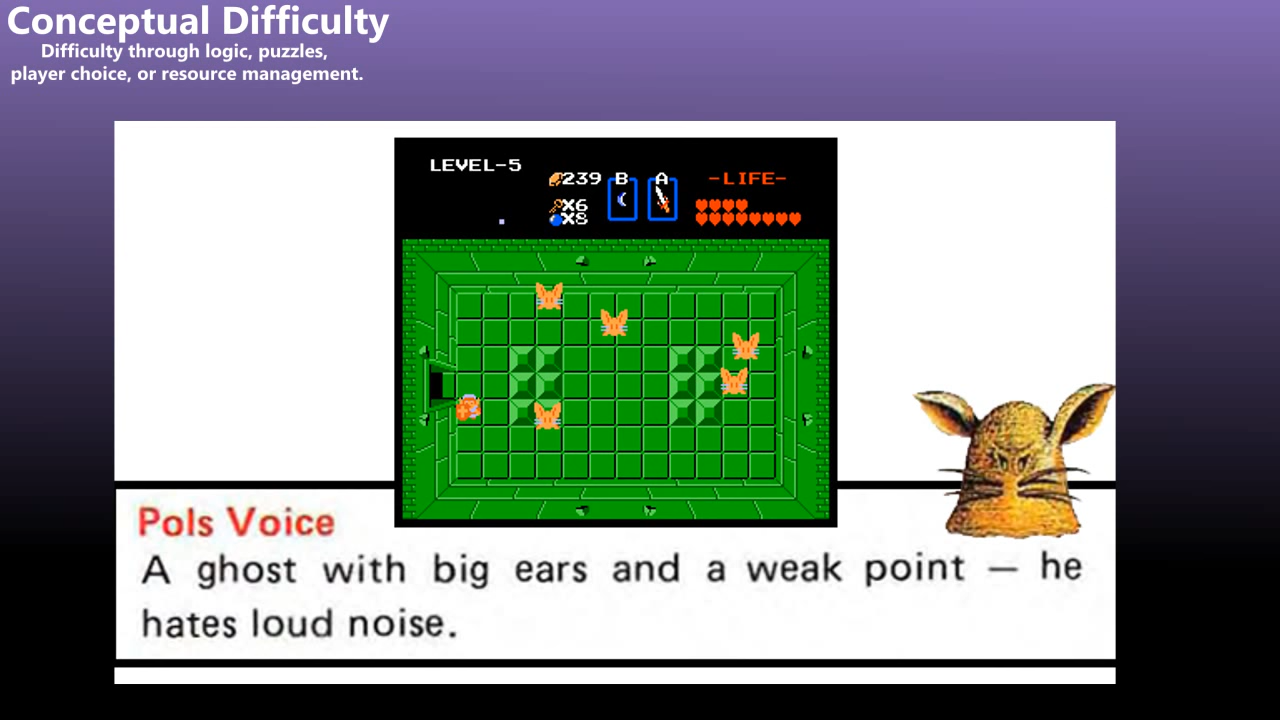 Conceptual Difficulty
Difficulty through logic, puzzles,
player choice, or resource management.
LEVEL-5
239
B
A
-LIFE-
X6
X8
Pols Voice
A ghost with big ears and a weak point — he
hates loud noise.